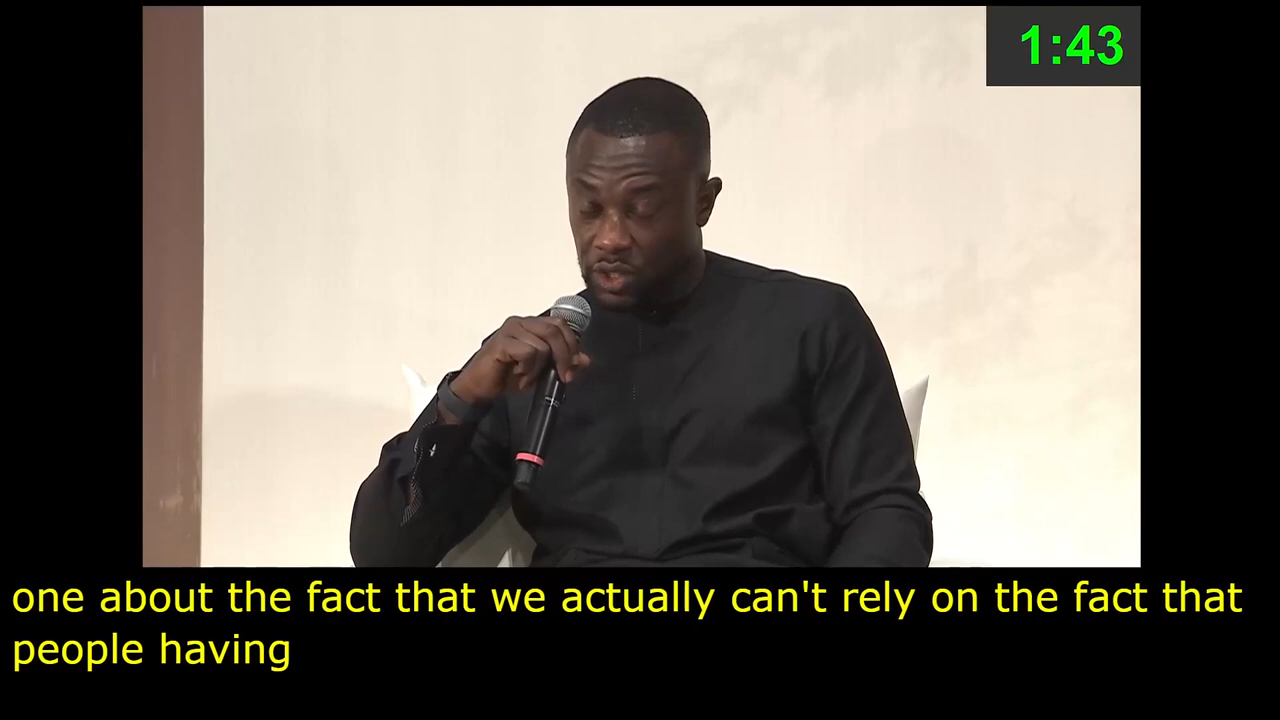 1:43
one about the fact that we actually can't rely on the fact that
people having